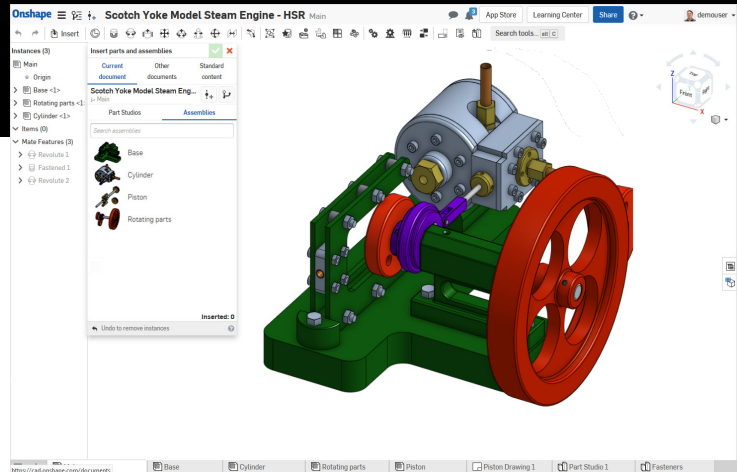 Onshape
Scotch Yoke Model Steam Engine - HSR Main
3
App Store
Learning Center
Share
demouser
Insert
Search tools... alt C
Instances (3)
Main
Origin
Base <1>
Rotating parts <1>
Cylinder <1>
Items (0)
Mate Features (3)
Revolute 1
Fastened 1
Revolute 2
Insert parts and assemblies
Current document
Other documents
Standard content
Scotch Yoke Model Steam Eng...
in Main
Part Studios
Assemblies
Search assemblies
Base
Cylinder
Piston
Rotating parts
Inserted: 0
Undo to remove instances
Z
Top
Front
Right
X
https://cad.onshape.com/documents
Base
Cylinder
Rotating parts
Piston
Piston Drawing 1
Part Studio 1
Fasteners